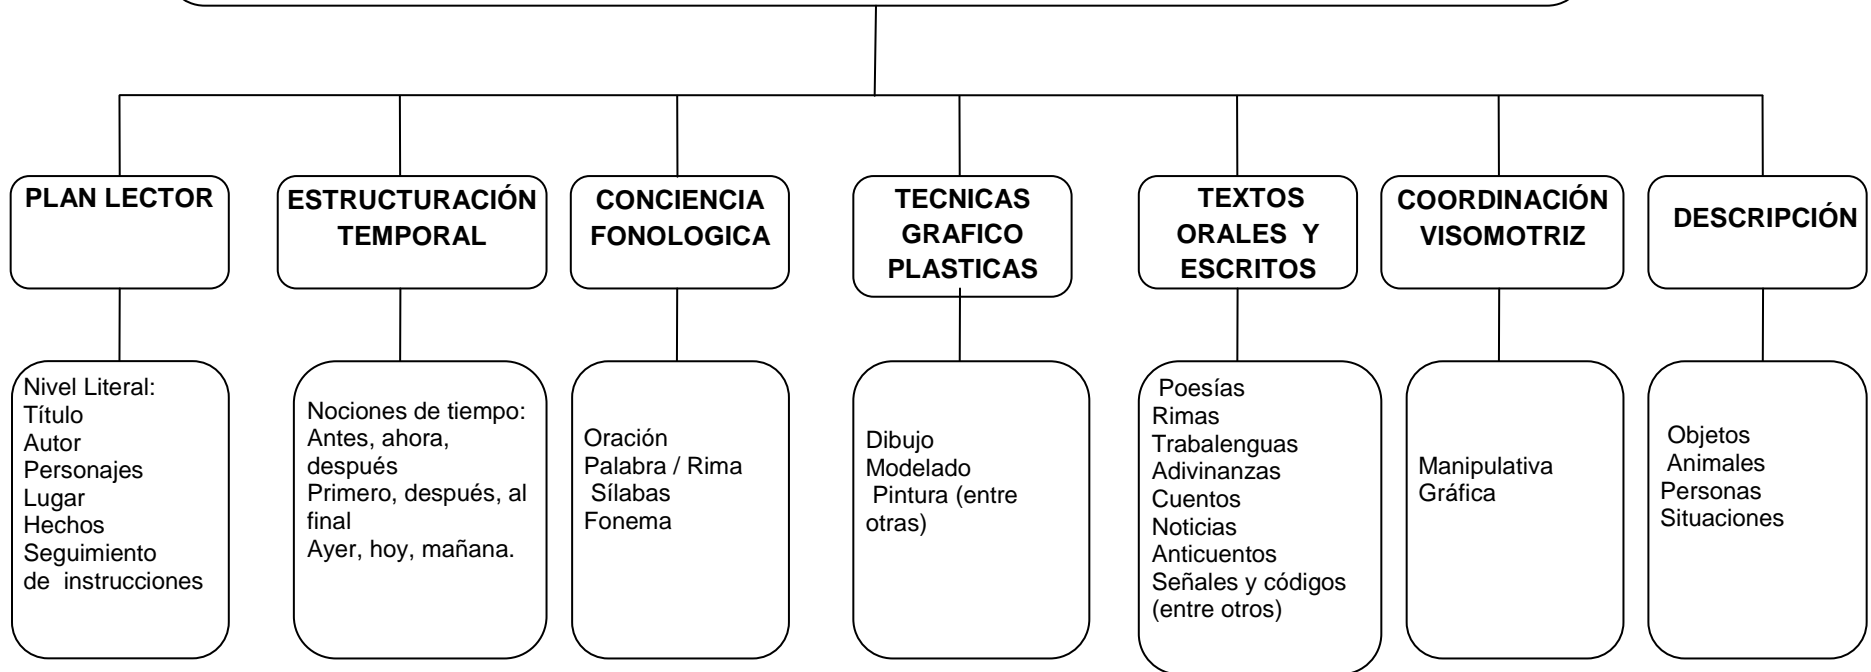 PLAN LECTOR
ESTRUCTURACIÓN
TEMPORAL
CONCIENCIA
FONOLOGICA
TECNICAS
GRAFICO
PLASTICAS
TEXTOS
ORALES Y
ESCRITOS
COORDINACIÓN
VISOMOTRIZ
DESCRIPCIÓN
Nivel Literal:
Título
Autor
Personajes
Lugar
Hechos
Seguimiento
de instrucciones
Nociones de tiempo:
Antes, ahora,
después
Primero, después, al
final
Ayer, hoy, mañana.
Oración
Palabra / Rima
Sílabas
Fonema
Dibujo
Modelado
Pintura (entre
otras)
Poesías
Rimas
Trabalenguas
Adivinanzas
Cuentos
Noticias
Anticuentos
Señales y códigos
(entre otros)
Manipulativa
Gráfica
Objetos
Animales
Personas
Situaciones